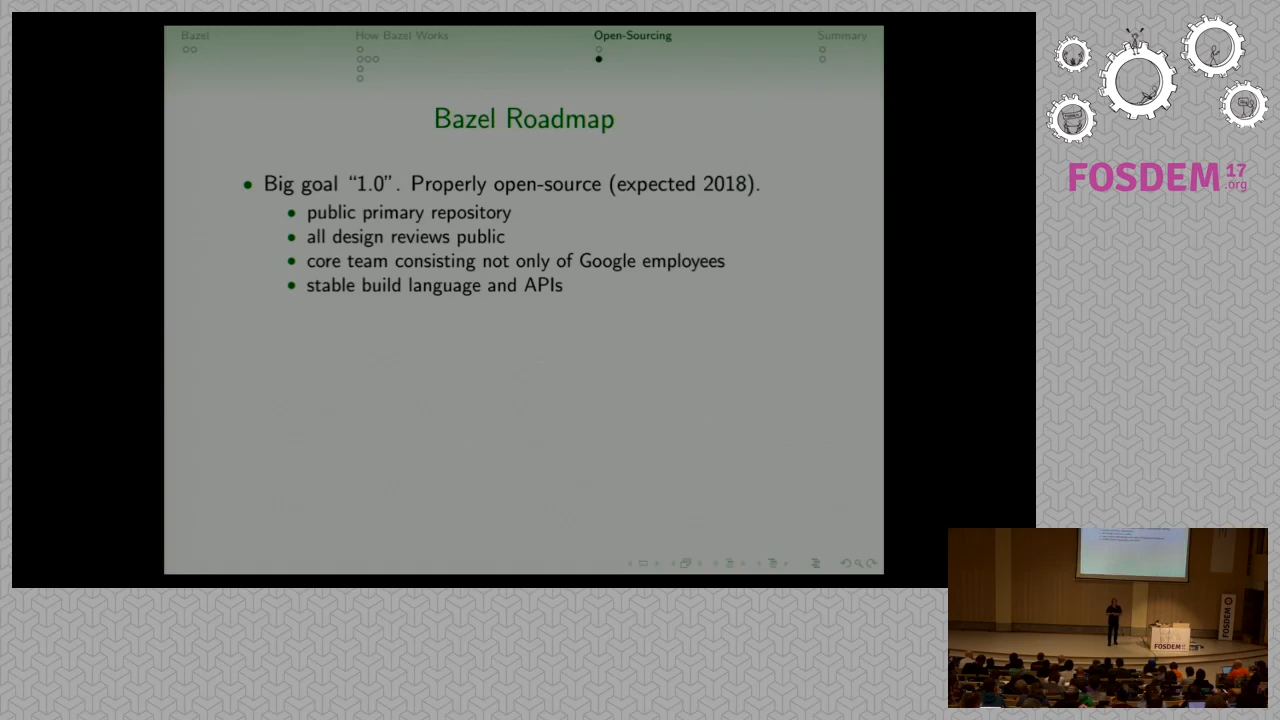 Bazel
How Bazel Works
Open-Sourcing
Summary
Bazel Roadmap
Big goal “1.0”. Properly open-source (expected 2018).
public primary repository
all design reviews public
core team consisting not only of Google employees
stable build language and APIs
FOSDEM 17
.org
FOSDEM
FOSDEM